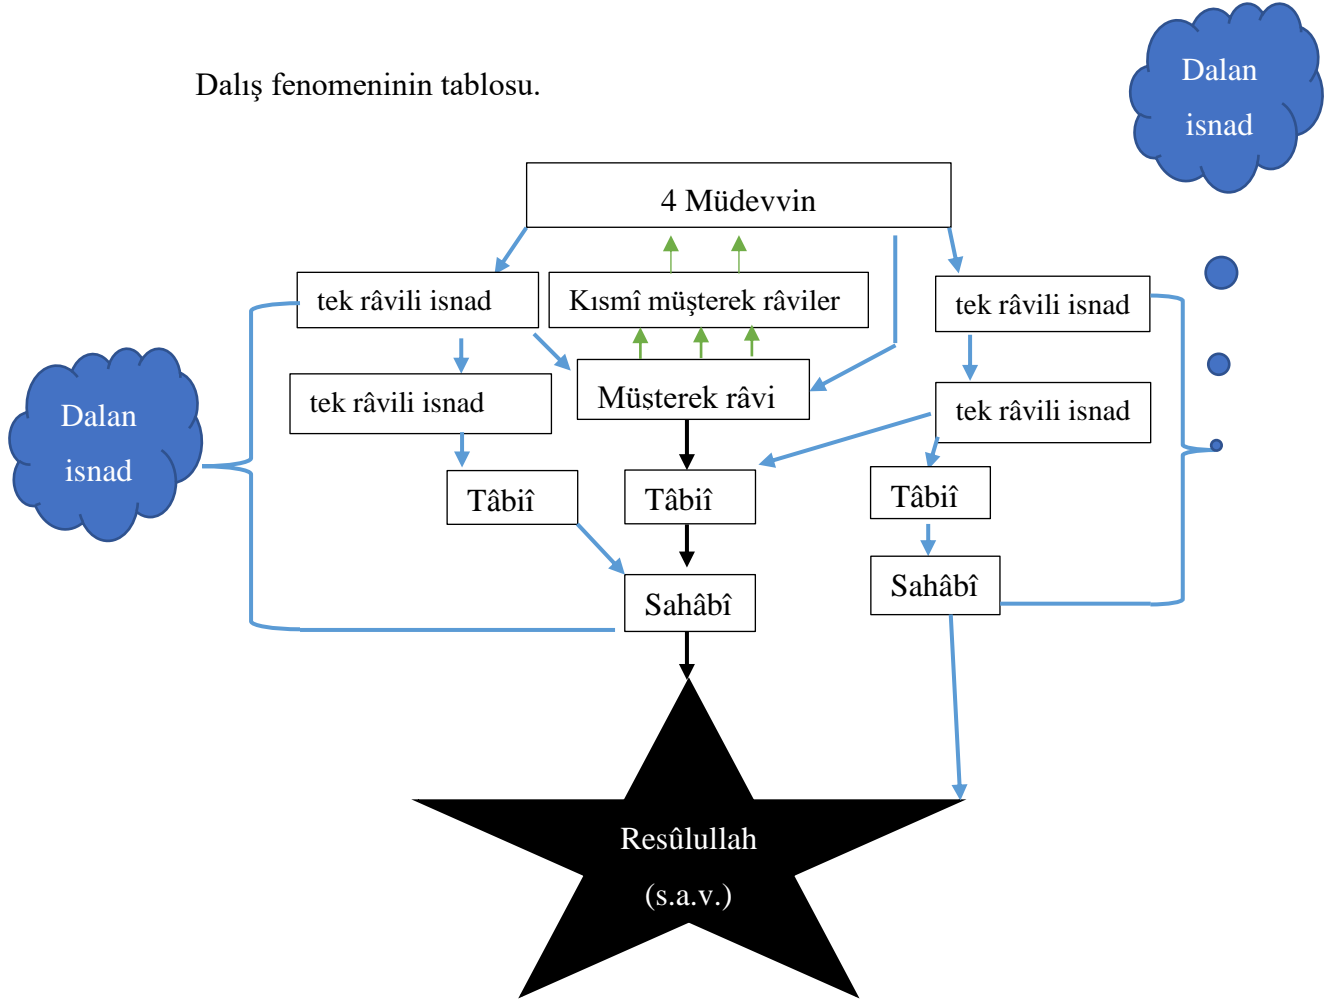 Dalan
isnad
Dalış fenomeninin tablosu.
4 Müdevvin
tek râvili isnad
Kısmî müşterek râviler
tek râvili isnad
tek râvili isnad
Müşterek râvi
tek râvili isnad
Dalan
isnad
Tâbiî
Tâbiî
Tâbiî
Sahâbî
Sahâbî
Resûlullah
(s.a.v.)